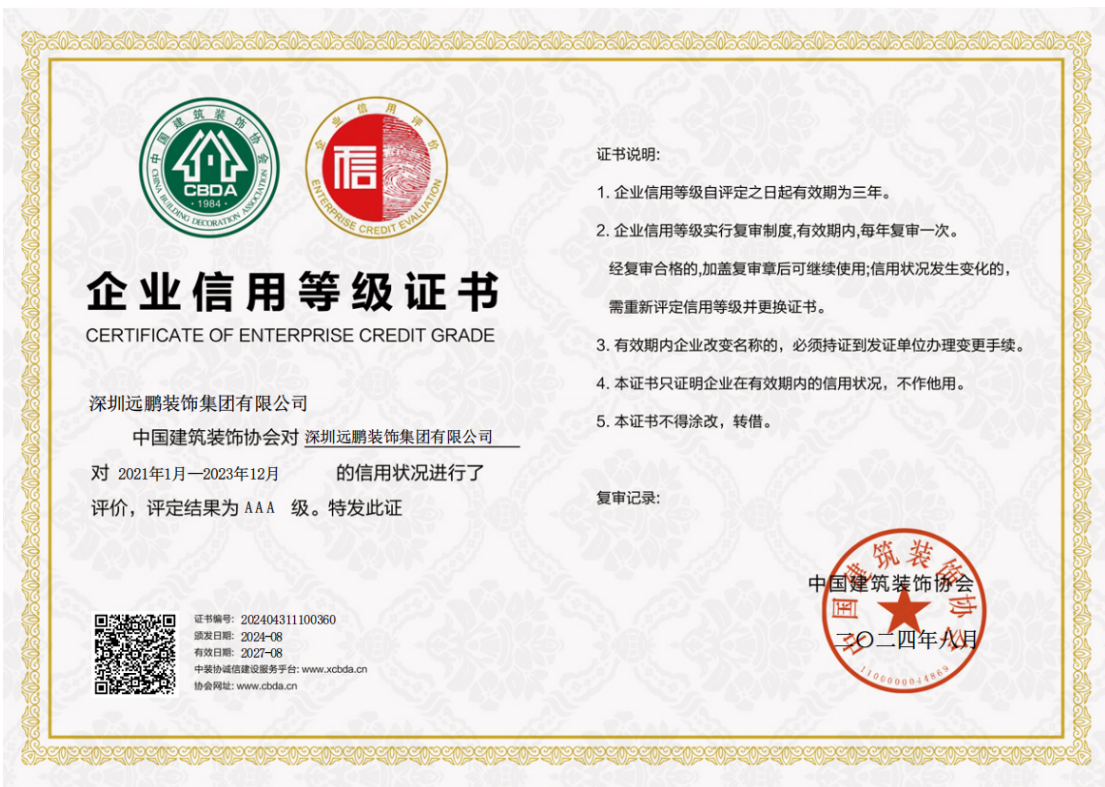 中国建筑装饰协会
CBDA
·1984·
CHINA BUILDING DECORATION ASSOCIATION
企业信用评价
信
ENTERPRISE CREDIT EVALUATION
企业信用等级证书
CERTIFICATE OF ENTERPRISE CREDIT GRADE
深圳远鹏装饰集团有限公司
中国建筑装饰协会对 深圳远鹏装饰集团有限公司
对 2021年1月—2023年12月 的信用状况进行了
评价，评定结果为 AAA 级。特发此证
证书编号: 202404311100360
颁发日期: 2024-08
有效日期: 2027-08
中装协诚信建设服务平台: www.xcbda.cn
协会网址: www.cbda.cn
证书说明:
1. 企业信用等级自评定之日起有效期为三年。
2. 企业信用等级实行复审制度,有效期内,每年复审一次。
经复审合格的,加盖复审章后可继续使用;信用状况发生变化的,
需重新评定信用等级并更换证书。
3. 有效期内企业改变名称的，必须持证到发证单位办理变更手续。
4. 本证书只证明企业在有效期内的信用状况，不作他用。
5. 本证书不得涂改，转借。
复审记录:
中国建筑装饰协会
二〇二四年八月
中国建筑装饰协会
1100000044869